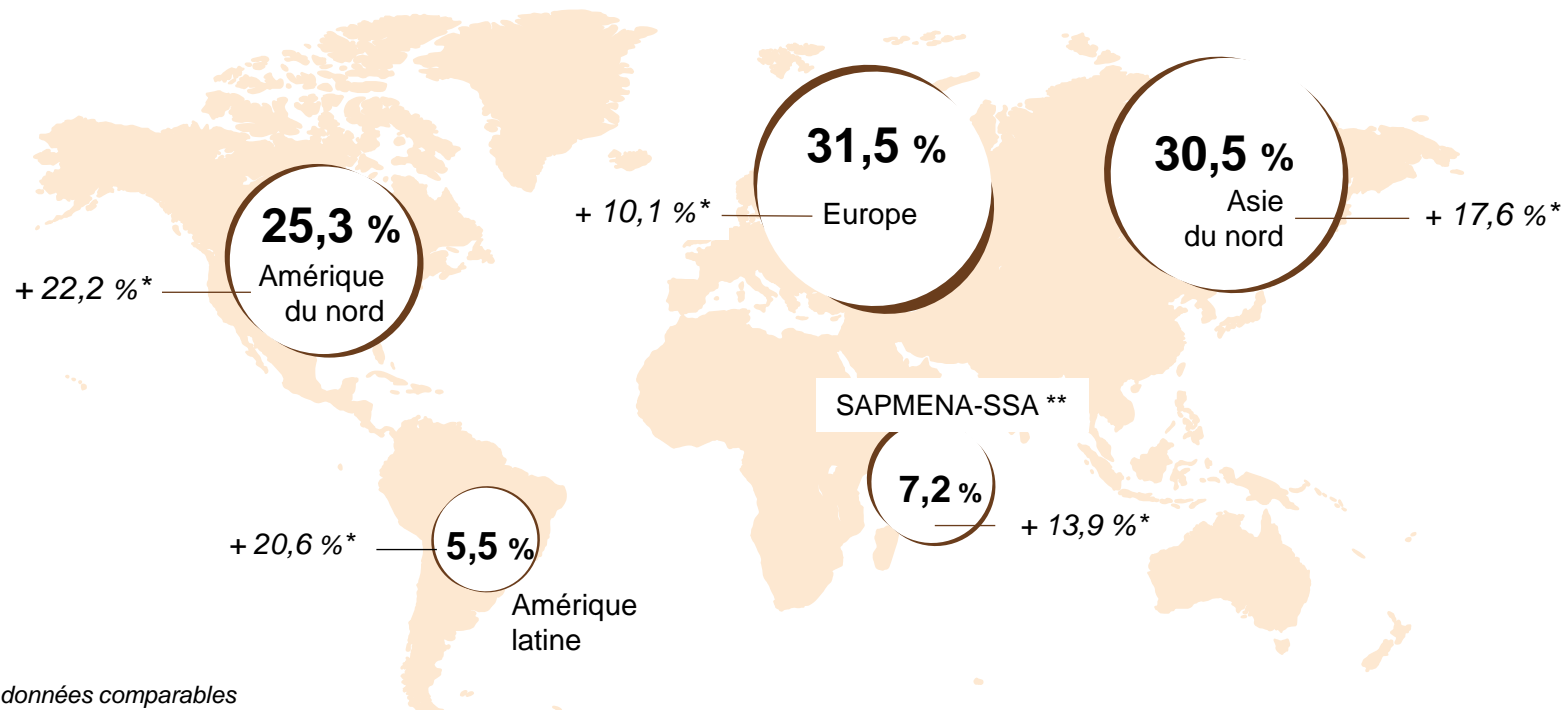 31,5 %
Europe
+ 10,1 %*
30,5 %
Asie
du nord
+ 17,6 %*
25,3 %
Amérique
du nord
+ 22,2 %*
SAPMENA-SSA **
7,2 %
+ 13,9 %*
+ 20,6 %*
5,5 %
Amérique
latine
données comparables